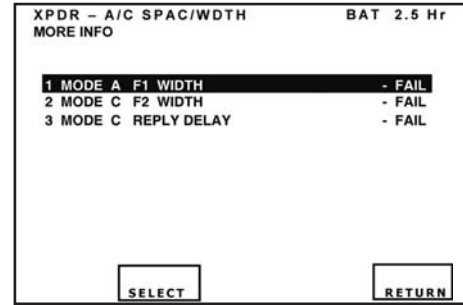 XPDR – A/C SPAC/WDTH BAT 2.5 Hr
MORE INFO
1 MODE A F1 WIDTH - FAIL
2 MODE C F2 WIDTH - FAIL
3 MODE C REPLY DELAY - FAIL
SELECT RETURN